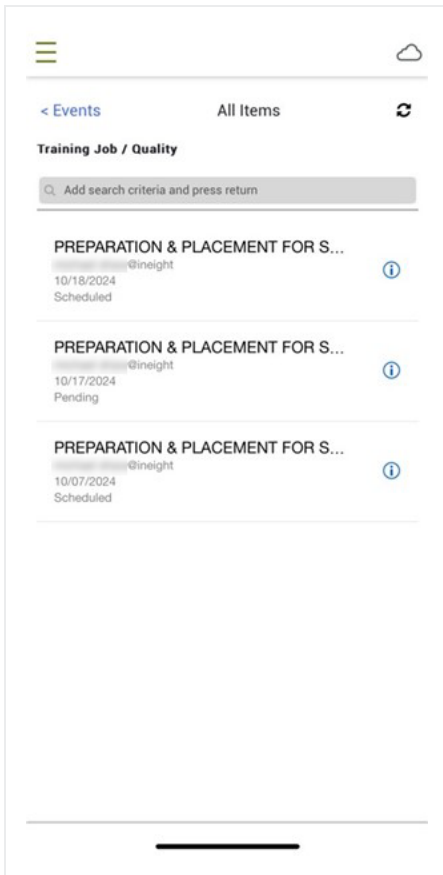 < Events All Items
Training Job / Quality
Add search criteria and press return
PREPARATION & PLACEMENT FOR S...
@ineight
10/18/2024
Scheduled
PREPARATION & PLACEMENT FOR S...
@ineight
10/17/2024
Pending
PREPARATION & PLACEMENT FOR S...
@ineight
10/07/2024
Scheduled